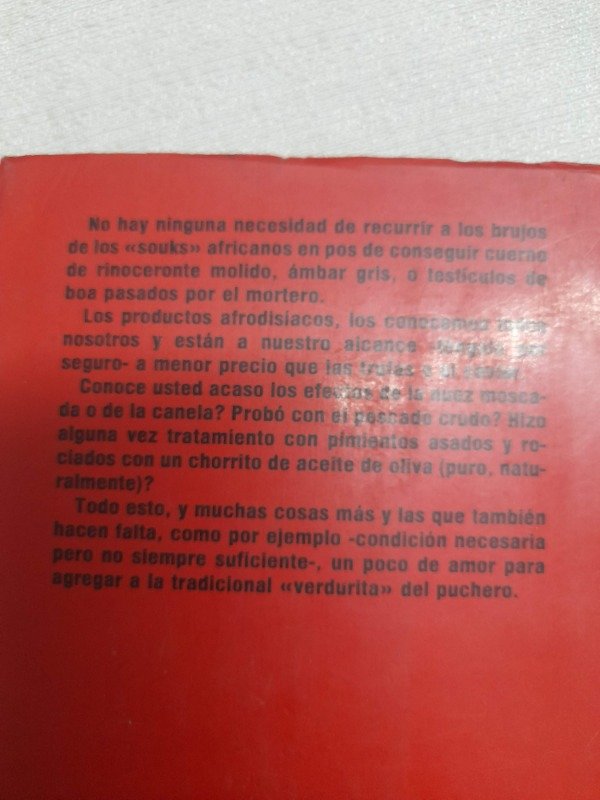 No hay ninguna necesidad de recurrir a los brujos
de los «souks» africanos en pos de conseguir cuerno
de rinoceronte molido, ámbar gris, o testículos de
boa pasados por el mortero.
Los productos afrodisíacos, los conocemos todos
nosotros y están a nuestro alcance
seguro- a menor precio que las trufas o el caviar.
Conoce usted acaso los efectos de la nuez mosca-
da o de la canela? Probó con el pescado crudo? Hizo
alguna vez tratamiento con pimientos asados y ro-
ciados con un chorrito de aceite de oliva (puro, natu-
ralmente)?
Todo esto, y muchas cosas más y las que también
hacen falta, como por ejemplo -condición necesaria
pero no siempre suficiente-, un poco de amor para
agregar a la tradicional «verdurita» del puchero.